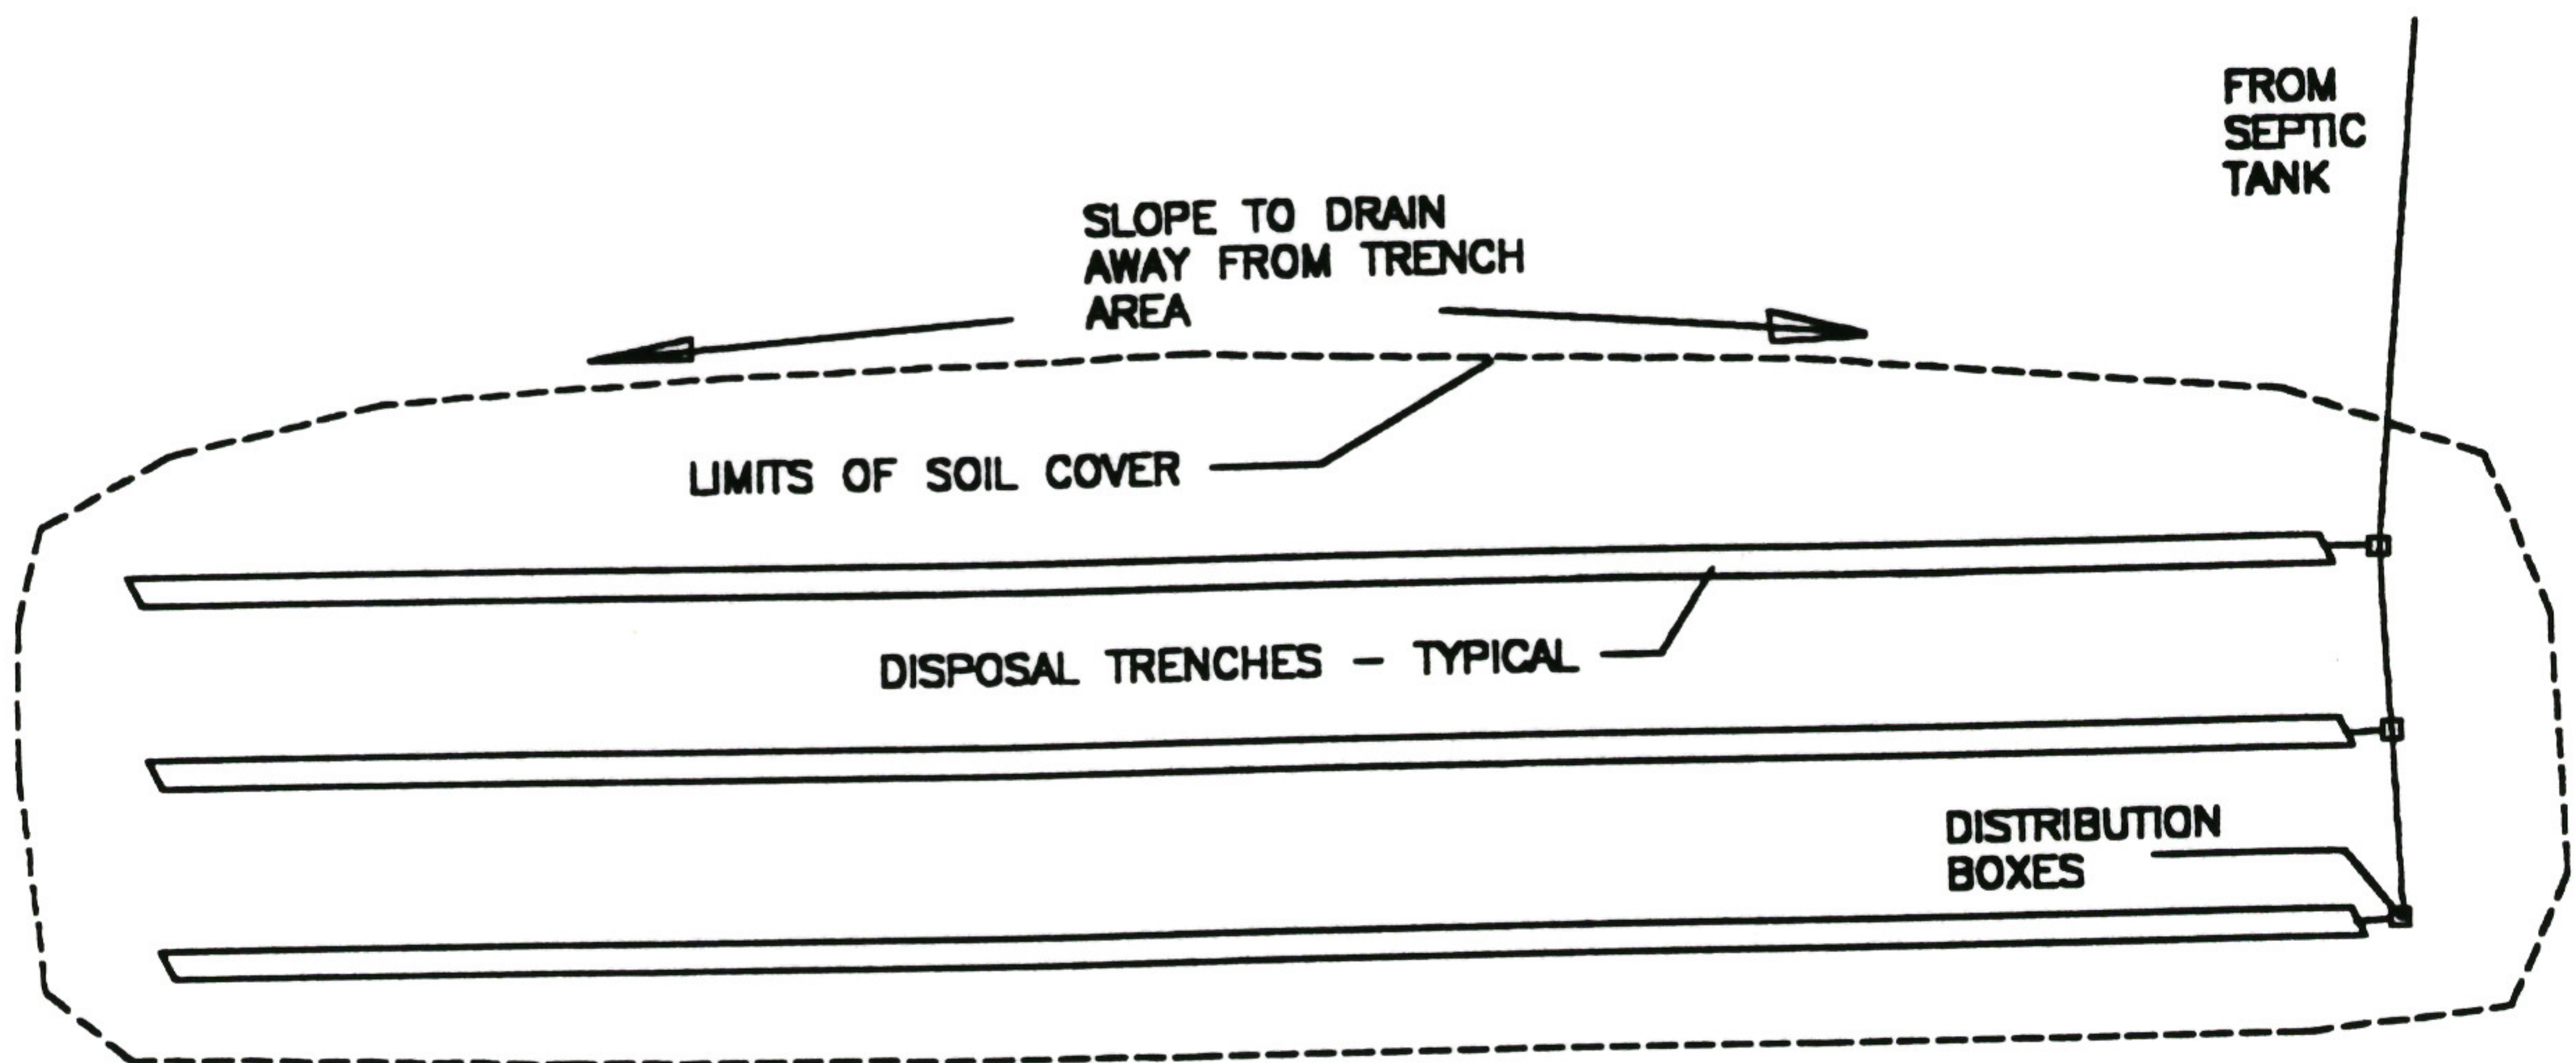 FROM
SEPTIC
TANK
SLOPE TO DRAIN
AWAY FROM TRENCH
AREA
LIMITS OF SOIL COVER
DISPOSAL TRENCHES - TYPICAL
DISTRIBUTION
BOXES